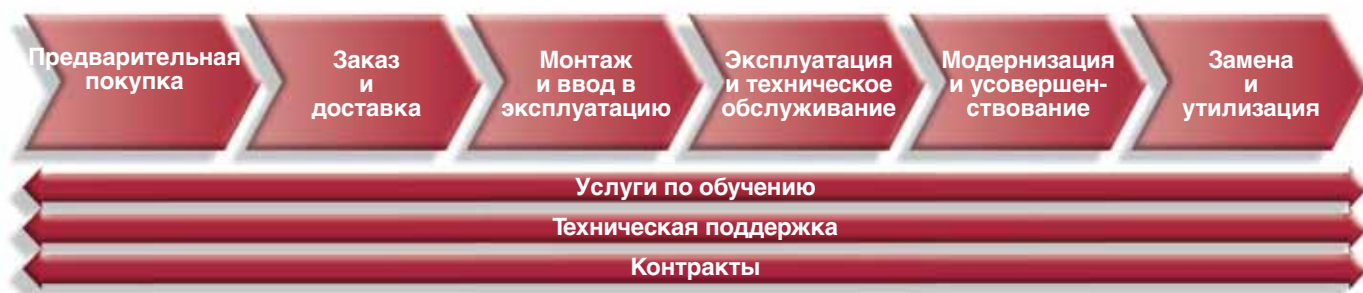 Предварительная
покупка
Заказ
и
доставка
Монтаж
и ввод в
эксплуатацию
Эксплуатация
и техническое
обслуживание
Модернизация
и усовершен-
ствование
Замена
и
утилизация
Услуги по обучению
Техническая поддержка
Контракты